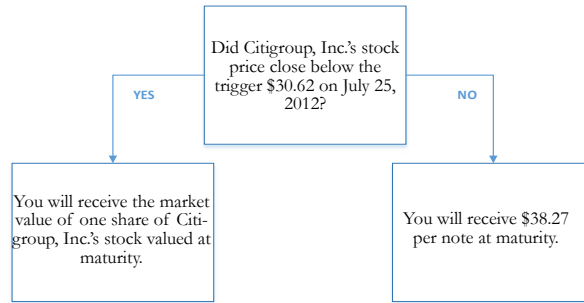 Did Citigroup, Inc.'s stock
price close below the
trigger $30.62 on July 25,
2012?
YES
NO
You will receive the market
value of one share of Citi-
group, Inc.'s stock valued at
maturity.
You will receive $38.27
per note at maturity.